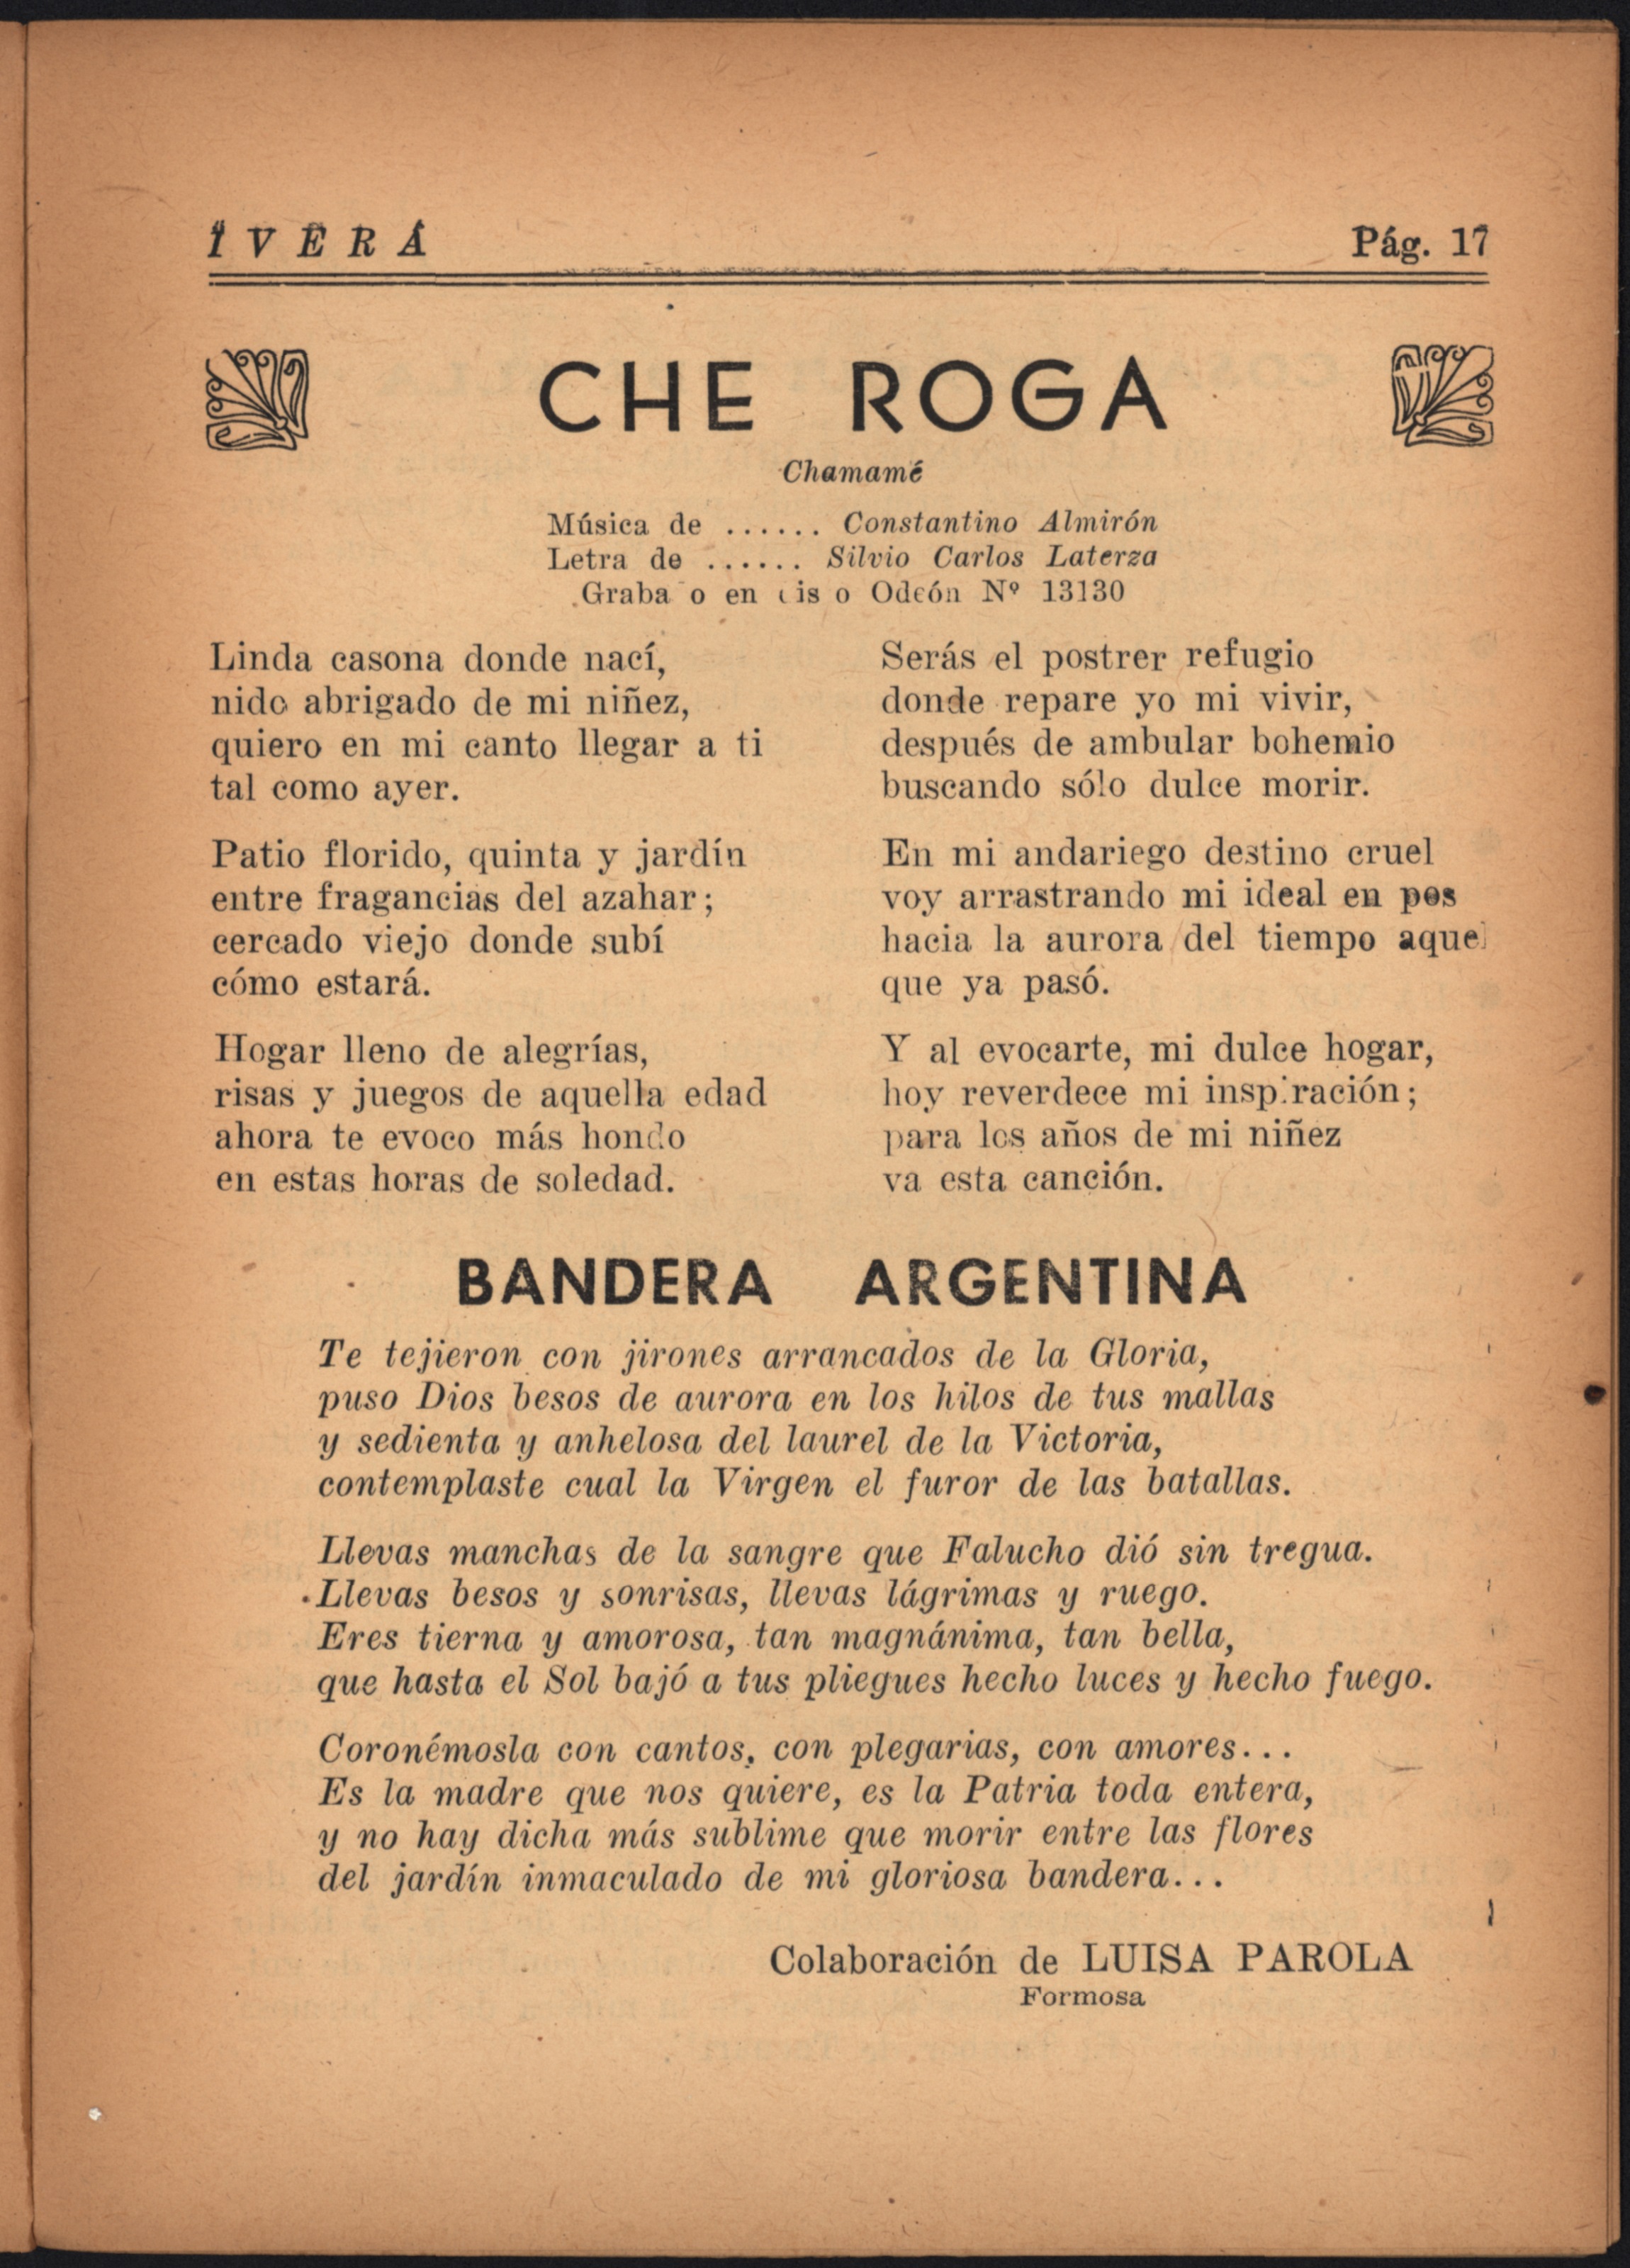 IVERÁ Pág. 17
CHE ROGA
Chamamé
Música de ...... Constantino Almirón
Letra de ...... Silvio Carlos Laterza
Grabado en disco Odeón Nº 13130
Linda casona donde nací,
nido abrigado de mi niñez,
quiero en mi canto llegar a ti
tal como ayer.
Patio florido, quinta y jardín
entre fragancias del azahar;
cercado viejo donde subí
cómo estará.
Hogar lleno de alegrías,
risas y juegos de aquella edad
ahora te evoco más hondo
en estas horas de soledad.
Serás el postrer refugio
donde repare yo mi vivir,
después de ambular bohemio
buscando sólo dulce morir.
En mi andariego destino cruel
voy arrastrando mi ideal en pos
hacia la aurora del tiempo aquel
que ya pasó.
Y al evocarte, mi dulce hogar,
hoy reverdece mi inspiración;
para los años de mi niñez
va esta canción.
BANDERA ARGENTINA
Te tejieron con jirones arrancados de la Gloria,
puso Dios besos de aurora en los hilos de tus mallas
y sedienta y anhelosa del laurel de la Victoria,
contemplaste cual la Virgen el furor de las batallas.
Llevas manchas de la sangre que Falucho dió sin tregua.
Llevas besos y sonrisas, llevas lágrimas y ruego.
Eres tierna y amorosa, tan magnánima, tan bella,
que hasta el Sol bajó a tus pliegues hecho luces y hecho fuego.
Coronémosla con cantos, con plegarias, con amores...
Es la madre que nos quiere, es la Patria toda entera,
y no hay dicha más sublime que morir entre las flores
del jardín inmaculado de mi gloriosa bandera...
Colaboración de LUISA PAROLA
Formosa